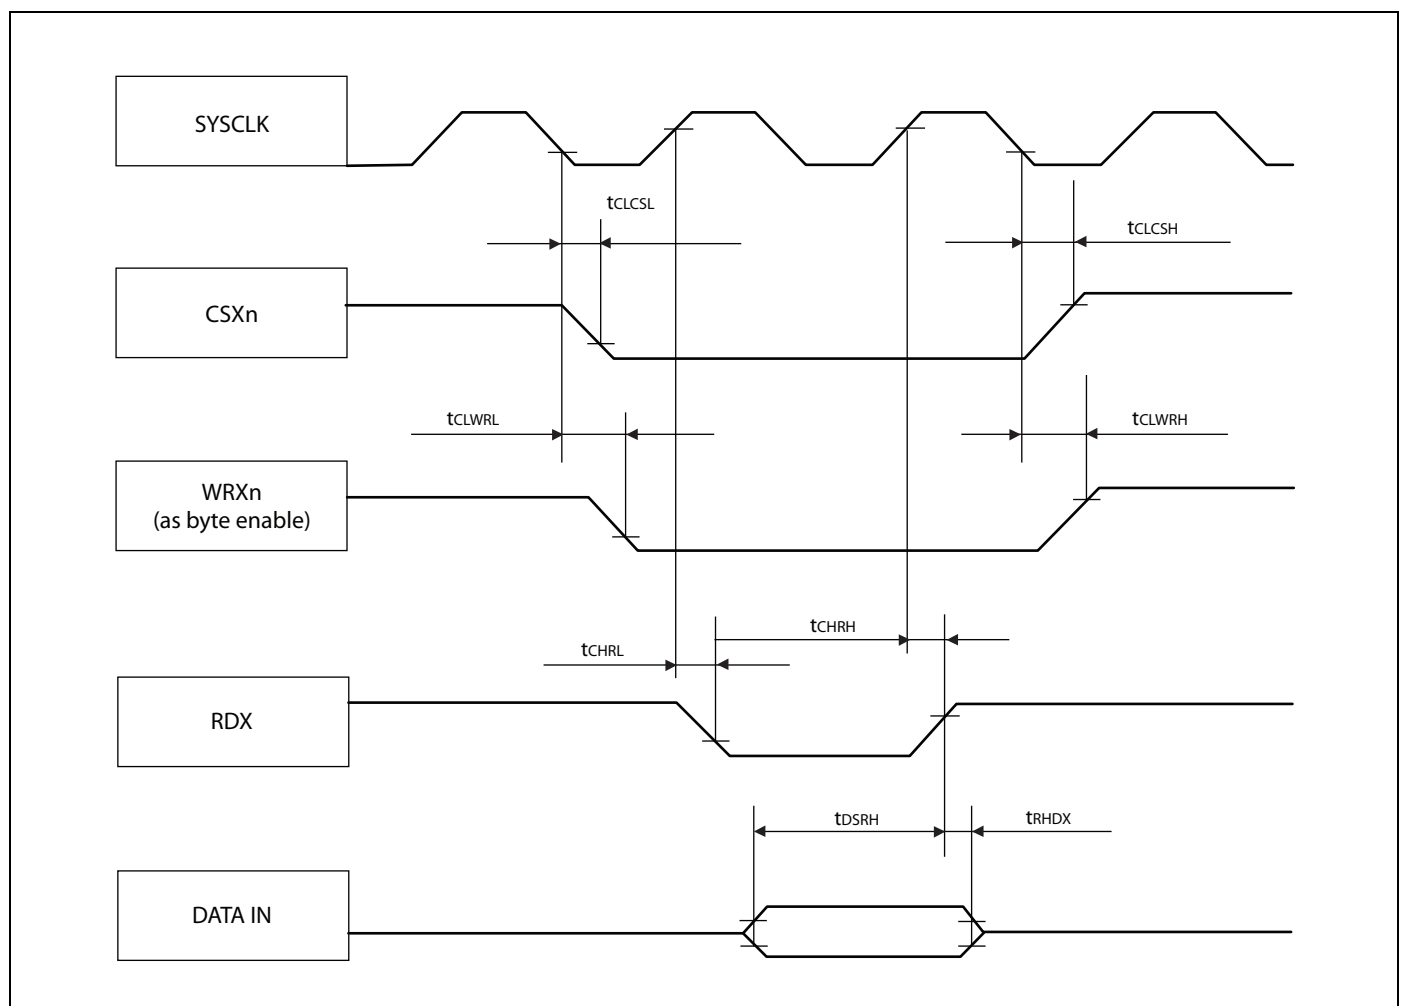 SYSCLK
tCLCSL
tCLCSH
CSXn
tCLWRL
tCLWRH
WRXn
(as byte enable)
tCHRH
tCHRL
RDX
tDSRH
tRHDX
DATA IN